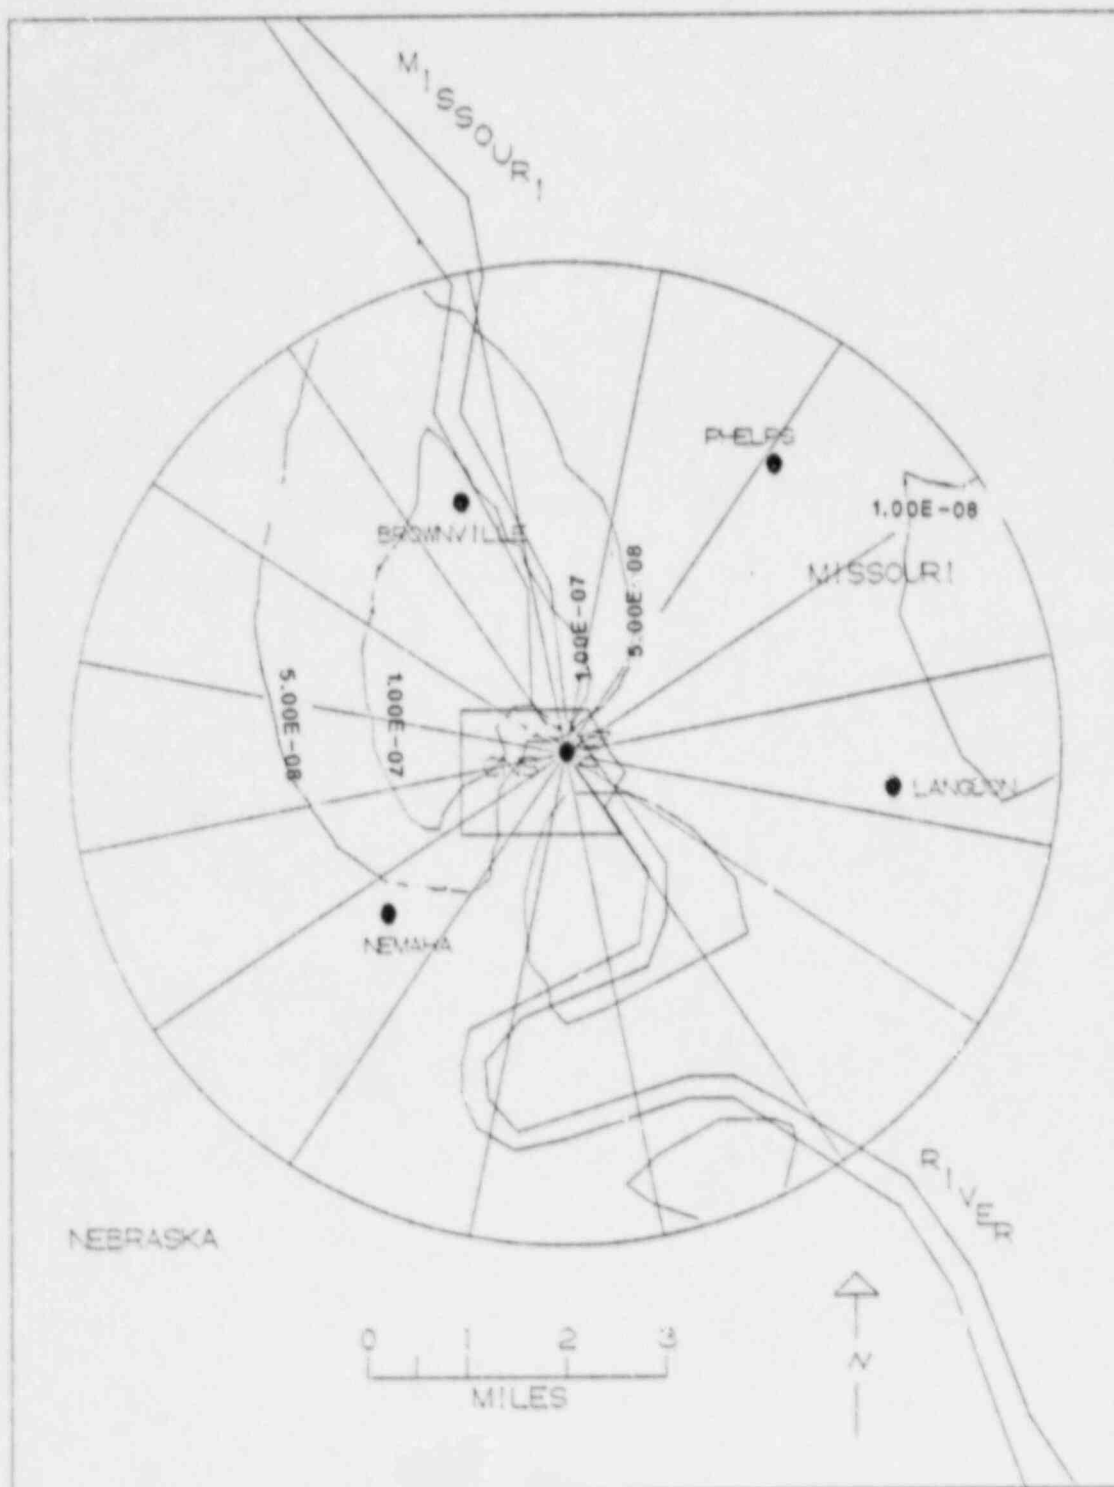 MISSOURI
PHELPS
1.00E-08
BROWNVILLE
MISSOURI
1.00E-07
5.00E-08
5.00E-08
1.00E-07
LANGDON
NEMAHA
RIVER
NEBRASKA
0 1 2 3
MILES
N